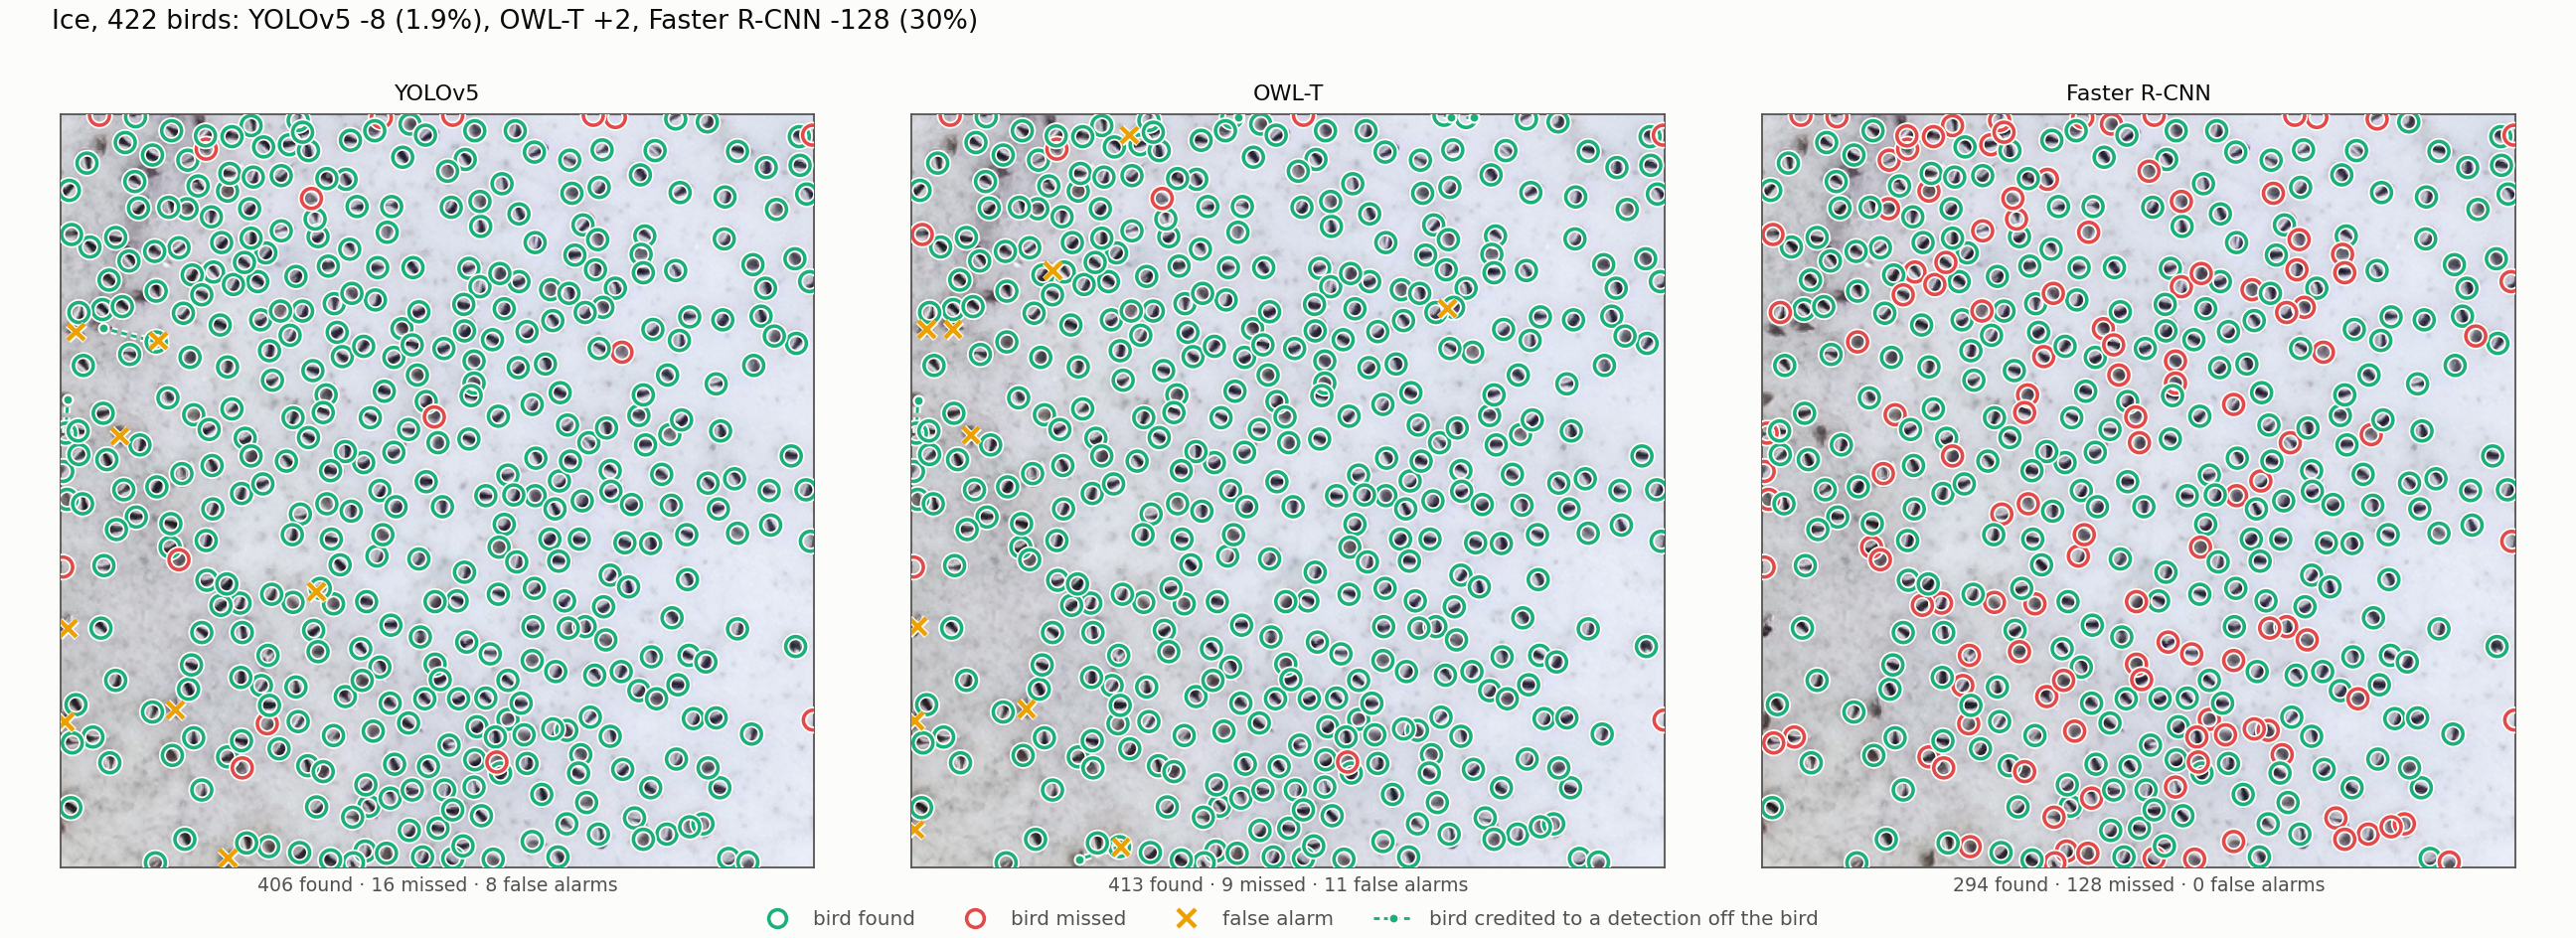 Ice, 422 birds: YOLOv5 -8 (1.9%), OWL-T +2, Faster R-CNN -128 (30%)
YOLOv5
OWL-T
Faster R-CNN
406 found · 16 missed · 8 false alarms
413 found · 9 missed · 11 false alarms
294 found · 128 missed · 0 false alarms
bird found
bird missed
false alarm
bird credited to a detection off the bird